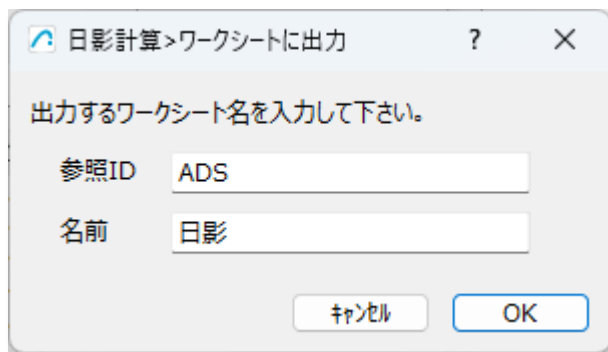 日影計算>ワークシートに出力 ?
出力するワークシート名を入力して下さい。
参照ID ADS
名前 日影
ｷｬﾝｾﾙ OK